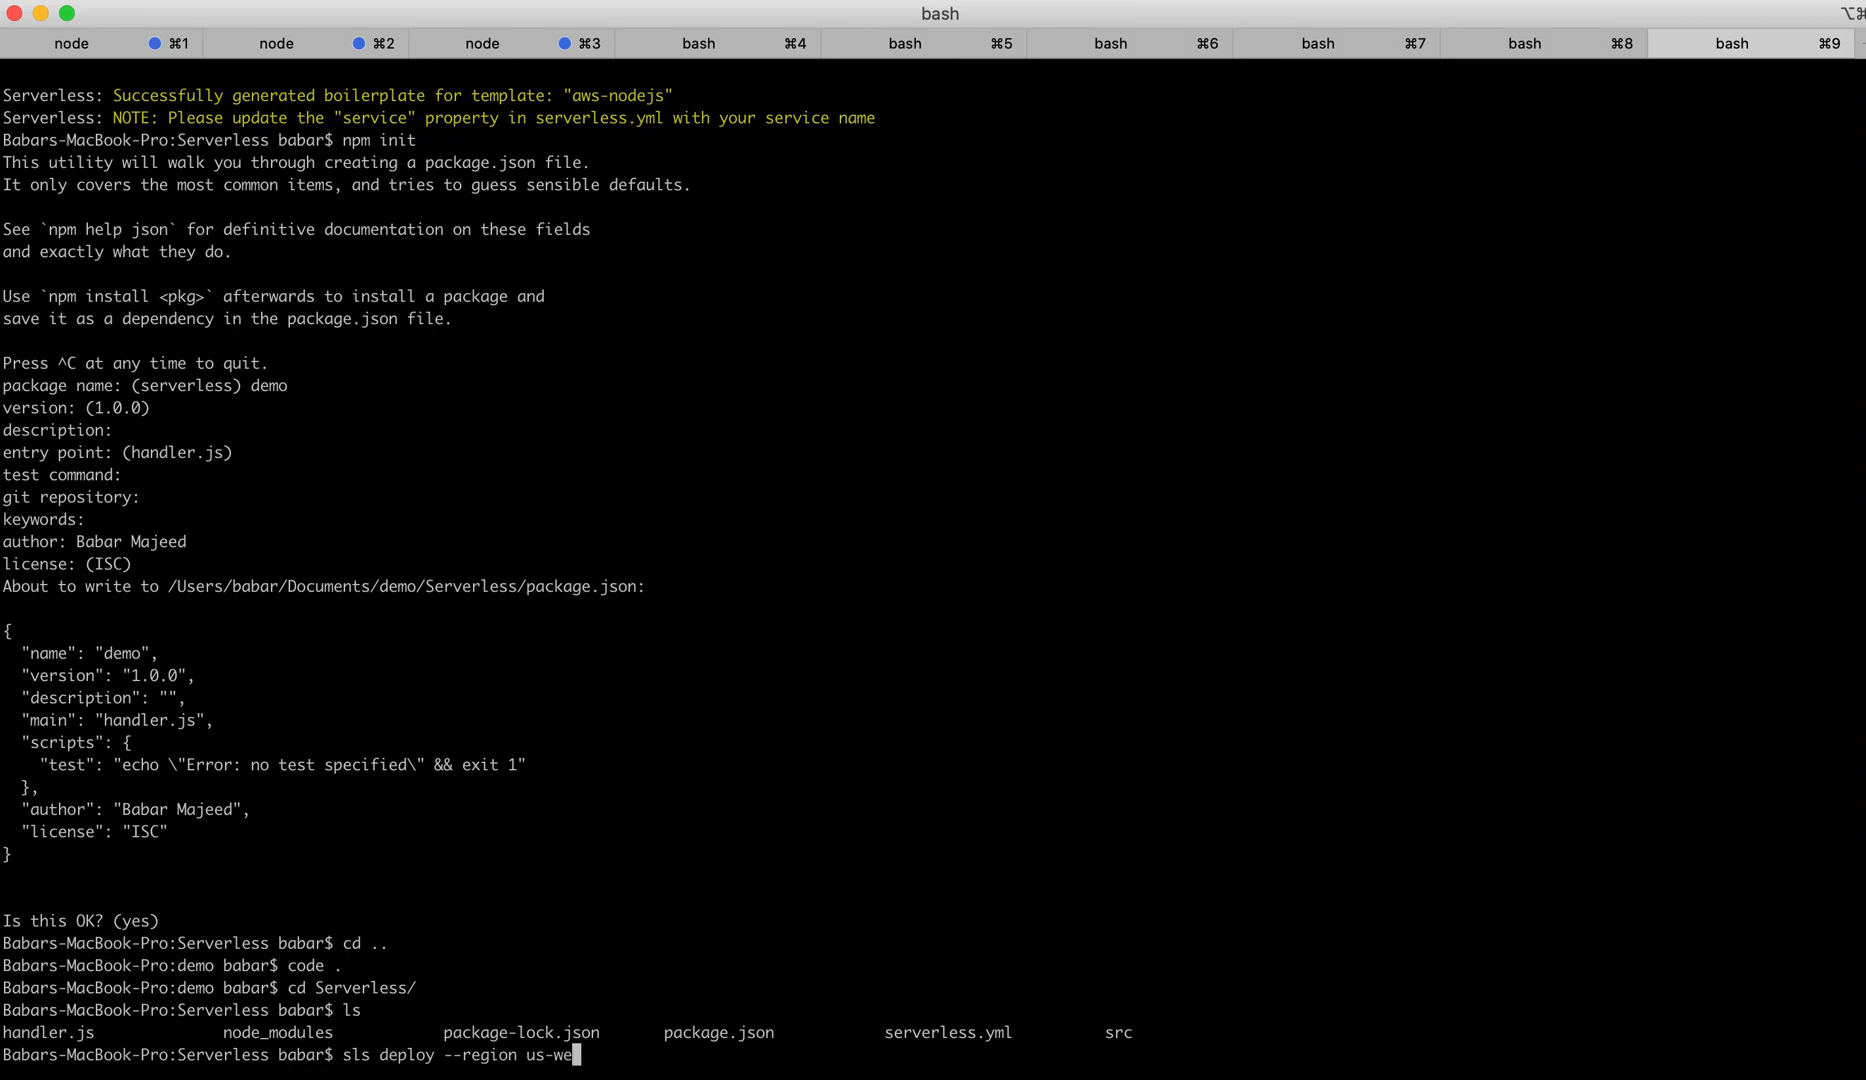 bash
node ⌘1 node ⌘2 node ⌘3 bash ⌘4 bash ⌘5 bash ⌘6 bash ⌘7 bash ⌘8 bash ⌘9
Serverless: Successfully generated boilerplate for template: "aws-nodejs"
Serverless: NOTE: Please update the "service" property in serverless.yml with your service name
Babars-MacBook-Pro:Serverless babar$ npm init
This utility will walk you through creating a package.json file.
It only covers the most common items, and tries to guess sensible defaults.
See `npm help json` for definitive documentation on these fields
and exactly what they do.
Use `npm install <pkg>` afterwards to install a package and
save it as a dependency in the package.json file.
Press ^C at any time to quit.
package name: (serverless) demo
version: (1.0.0)
description:
entry point: (handler.js)
test command:
git repository:
keywords:
author: Babar Majeed
license: (ISC)
About to write to /Users/babar/Documents/demo/Serverless/package.json:
{
"name": "demo",
"version": "1.0.0",
"description": "",
"main": "handler.js",
"scripts": {
"test": "echo \"Error: no test specified\" && exit 1"
},
"author": "Babar Majeed",
"license": "ISC"
}
Is this OK? (yes)
Babars-MacBook-Pro:Serverless babar$ cd ..
Babars-MacBook-Pro:demo babar$ code .
Babars-MacBook-Pro:demo babar$ cd Serverless/
Babars-MacBook-Pro:Serverless babar$ ls
handler.js node_modules package-lock.json package.json serverless.yml src
Babars-MacBook-Pro:Serverless babar$ sls deploy --region us-we